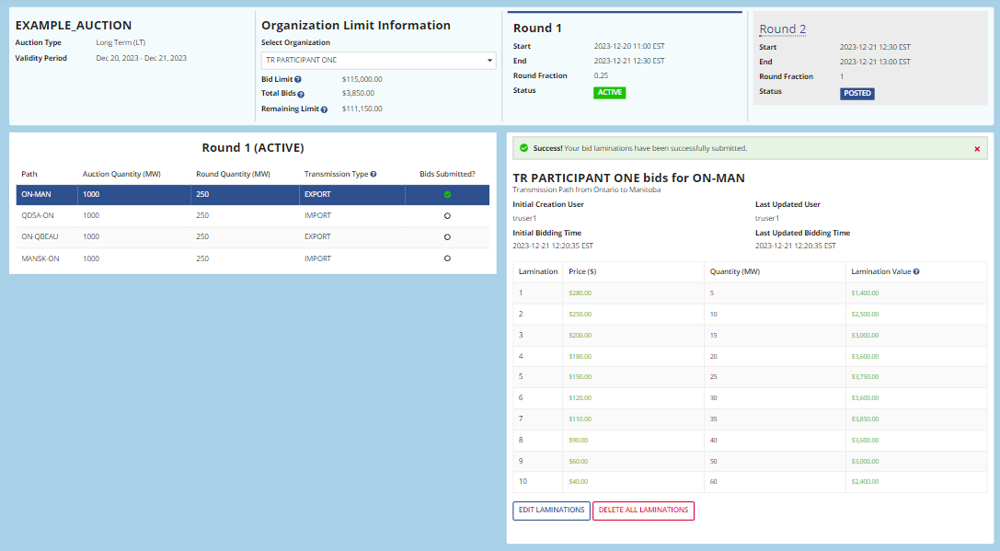 EXAMPLE_AUCTION
Auction Type Long Term (LT)
Validity Period Dec 20, 2023 - Dec 21, 2023
Organization Limit Information
Select Organization
TR PARTICIPANT ONE
Bid Limit $115,000.00
Total Bids $3,850.00
Remaining Limit $111,150.00
Round 1
Start 2023-12-20 11:00 EST
End 2023-12-21 12:30 EST
Round Fraction 0.25
Status ACTIVE
Round 2
Start 2023-12-21 12:30 EST
End 2023-12-21 13:00 EST
Round Fraction 1
Status POSTED
Round 1 (ACTIVE)
Path Auction Quantity (MW) Round Quantity (MW) Transmission Type Bids Submitted?
ON-MAN 1000 250 EXPORT
QD5A-ON 1000 250 IMPORT
ON-QBEAU 1000 250 EXPORT
MANSK-ON 1000 250 IMPORT
Success! Your bid laminations have been successfully submitted.
TR PARTICIPANT ONE bids for ON-MAN
Transmission Path from Ontario to Manitoba
Initial Creation User Last Updated User
truser1 truser1
Initial Bidding Time Last Updated Bidding Time
2023-12-21 12:20:35 EST 2023-12-21 12:20:35 EST
Lamination Price ($) Quantity (MW) Lamination Value
1 $280.00 5 $1,400.00
2 $250.00 10 $2,500.00
3 $200.00 15 $3,000.00
4 $180.00 20 $3,600.00
5 $150.00 25 $3,750.00
6 $120.00 30 $3,600.00
7 $110.00 35 $3,850.00
8 $90.00 40 $3,600.00
9 $60.00 50 $3,000.00
10 $40.00 60 $2,400.00
EDIT LAMINATIONS DELETE ALL LAMINATIONS